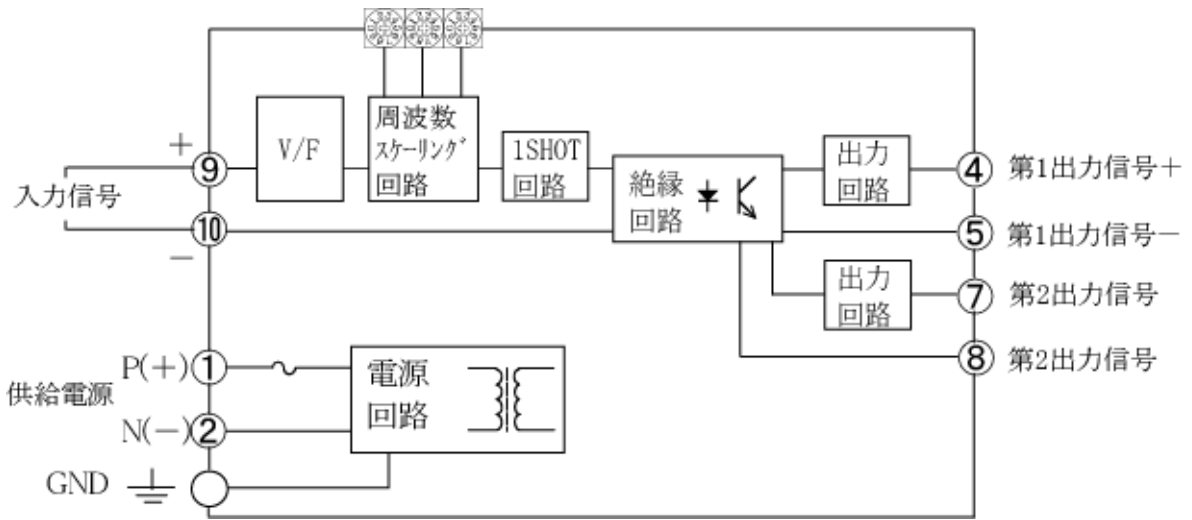 周波数
スケーリング
回路
V/F
1SHOT
回路
+
⑨
入力信号
⑩
−
絶縁
回路
出力
回路
④ 第1出力信号+
⑤ 第1出力信号−
出力
回路
⑦ 第2出力信号
⑧ 第2出力信号
P(+) ①
供給電源
N(−) ②
GND
電源
回路